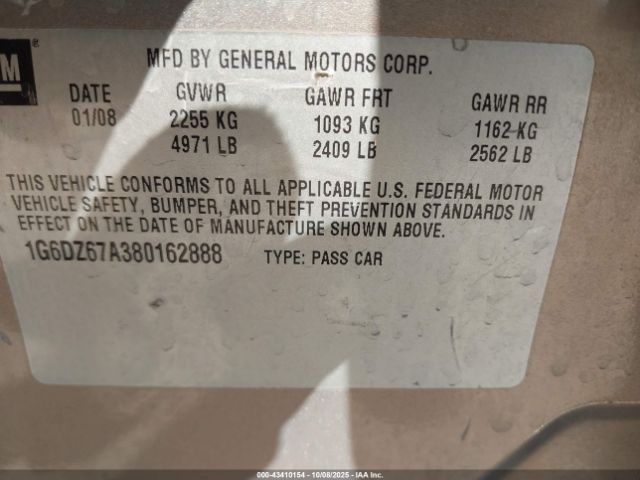 M ®
MFD BY GENERAL MOTORS CORP.
DATE GVWR GAWR FRT GAWR RR
01/08 2255 KG 1093 KG 1162 KG
4971 LB 2409 LB 2562 LB
THIS VEHICLE CONFORMS TO ALL APPLICABLE U.S. FEDERAL MOTOR
VEHICLE SAFETY, BUMPER, AND THEFT PREVENTION STANDARDS IN
EFFECT ON THE DATE OF MANUFACTURE SHOWN ABOVE.
1G6DZ67A380162888 TYPE: PASS CAR
000-43410154 | 10/08/2025 | IAA Inc.